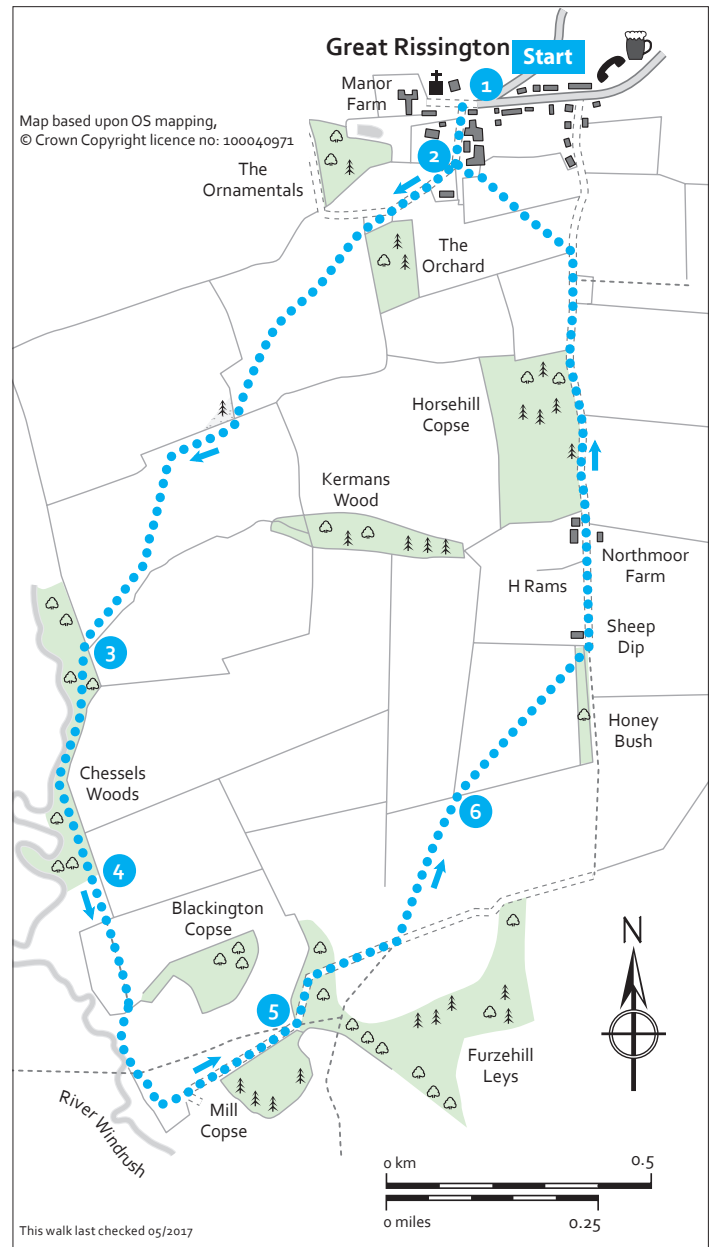 Great Rissington
Start
1
Manor
Farm
Map based upon OS mapping,
© Crown Copyright licence no: 100040971
2
The
Ornamentals
The
Orchard
Horsehill
Copse
Kermans
Wood
Northmoor
Farm
H Rams
Sheep
Dip
3
Honey
Bush
Chessels
Woods
6
4
Blackington
Copse
N
5
Furzehill
Leys
Mill
Copse
River Windrush
0 km 0.5
0 miles 0.25
This walk last checked 05/2017